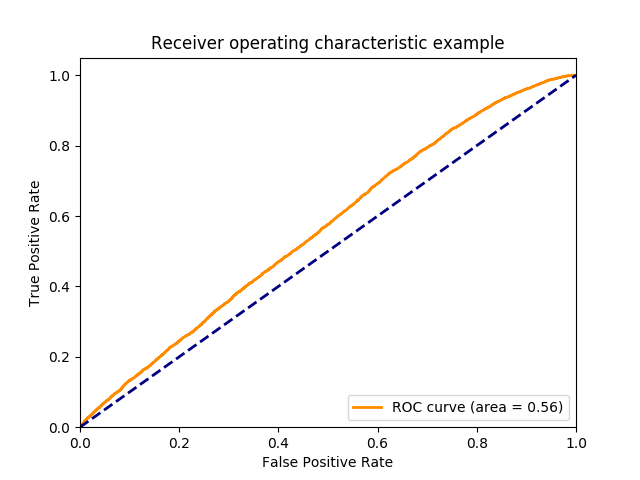 Receiver operating characteristic example
True Positive Rate
1.0
0.8
0.6
0.4
0.2
0.0
ROC curve (area = 0.56)
0.0 0.2 0.4 0.6 0.8 1.0
False Positive Rate